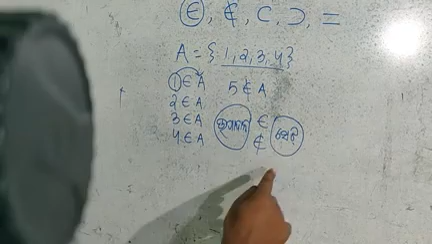 ∈, ∉, ⊂, ⊃, =
A = {1,2,3,4}
1 ∈ A 5 ∉ A
2 ∈ A
3 ∈ A ∈
4 ∈ A ∉ ସେଟ୍